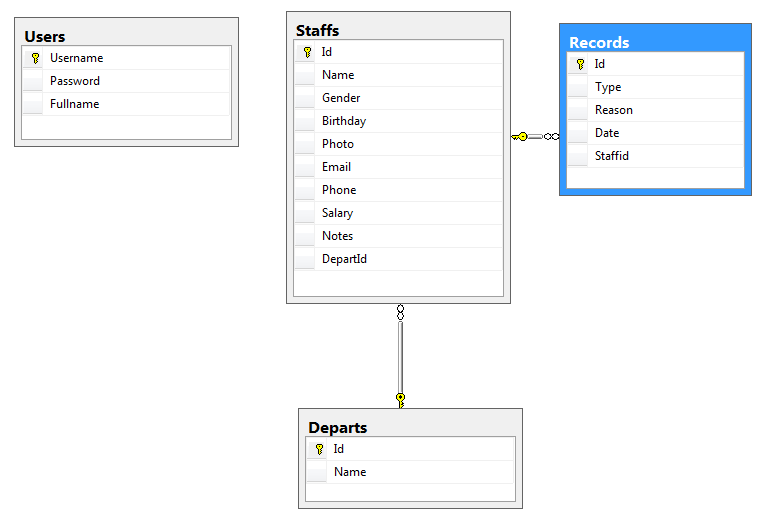 Users
Username
Password
Fullname
Staffs
Id
Name
Gender
Birthday
Photo
Email
Phone
Salary
Notes
DepartId
Records
Id
Type
Reason
Date
Staffid
Departs
Id
Name